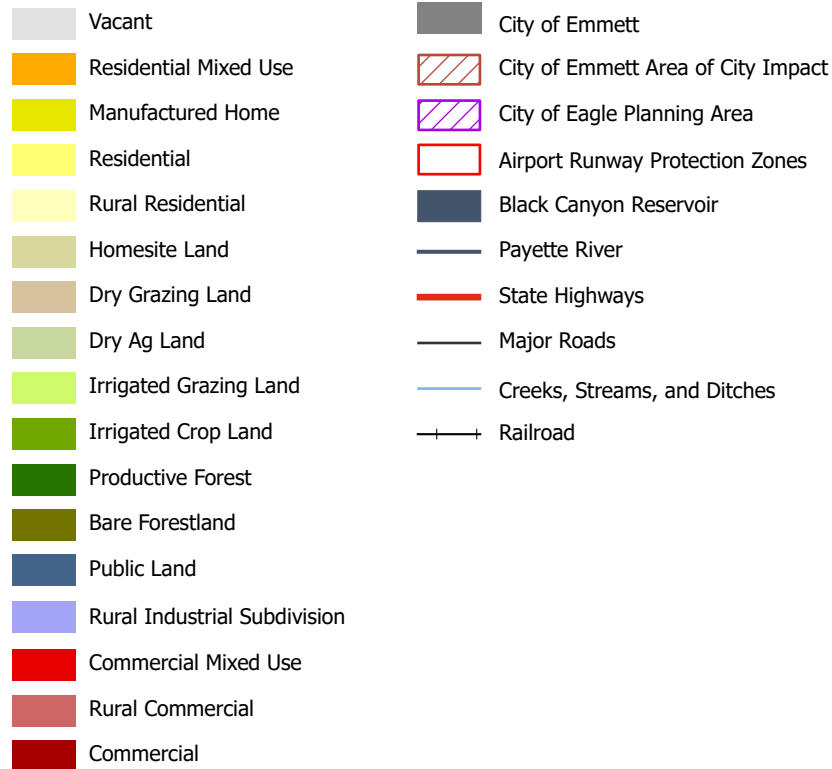 Vacant
Residential Mixed Use
Manufactured Home
Residential
Rural Residential
Homesite Land
Dry Grazing Land
Dry Ag Land
Irrigated Grazing Land
Irrigated Crop Land
Productive Forest
Bare Forestland
Public Land
Rural Industrial Subdivision
Commercial Mixed Use
Rural Commercial
Commercial
City of Emmett
City of Emmett Area of City Impact
City of Eagle Planning Area
Airport Runway Protection Zones
Black Canyon Reservoir
Payette River
State Highways
Major Roads
Creeks, Streams, and Ditches
Railroad